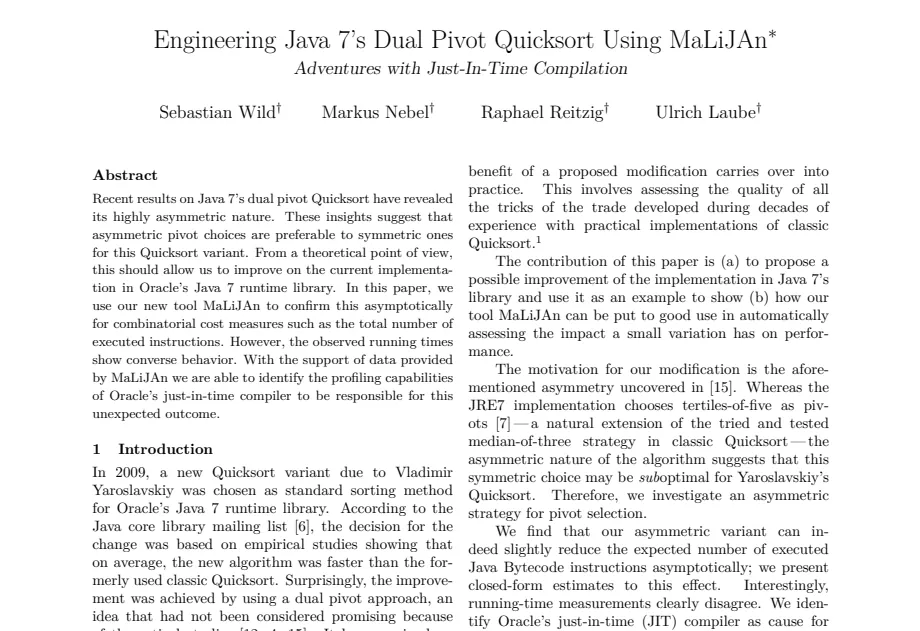 Engineering Java 7's Dual Pivot Quicksort Using MaLiJAn*
Adventures with Just-In-Time Compilation
Sebastian Wild† Markus Nebel† Raphael Reitzig† Ulrich Laube†
Abstract
Recent results on Java 7's dual pivot Quicksort have revealed
its highly asymmetric nature. These insights suggest that
asymmetric pivot choices are preferable to symmetric ones
for this Quicksort variant. From a theoretical point of view,
this should allow us to improve on the current implementa-
tion in Oracle's Java 7 runtime library. In this paper, we
use our new tool MaLiJAn to confirm this asymptotically
for combinatorial cost measures such as the total number of
executed instructions. However, the observed running times
show converse behavior. With the support of data provided
by MaLiJAn we are able to identify the profiling capabilities
of Oracle's just-in-time compiler to be responsible for this
unexpected outcome.
1 Introduction
In 2009, a new Quicksort variant due to Vladimir
Yaroslavskiy was chosen as standard sorting method
for Oracle's Java 7 runtime library. According to the
Java core library mailing list [6], the decision for the
change was based on empirical studies showing that
on average, the new algorithm was faster than the for-
merly used classic Quicksort. Surprisingly, the improve-
ment was achieved by using a dual pivot approach, an
idea that had not been considered promising because
benefit of a proposed modification carries over into
practice. This involves assessing the quality of all
the tricks of the trade developed during decades of
experience with practical implementations of classic
Quicksort.1
The contribution of this paper is (a) to propose a
possible improvement of the implementation in Java 7's
library and use it as an example to show (b) how our
tool MaLiJAn can be put to good use in automatically
assessing the impact a small variation has on perfor-
mance.
The motivation for our modification is the afore-
mentioned asymmetry uncovered in [15]. Whereas the
JRE7 implementation chooses tertiles-of-five as piv-
ots [7] — a natural extension of the tried and tested
median-of-three strategy in classic Quicksort — the
asymmetric nature of the algorithm suggests that this
symmetric choice may be suboptimal for Yaroslavskiy's
Quicksort. Therefore, we investigate an asymmetric
strategy for pivot selection.
We find that our asymmetric variant can in-
deed slightly reduce the expected number of executed
Java Bytecode instructions asymptotically; we present
closed-form estimates to this effect. Interestingly,
running-time measurements clearly disagree. We iden-
tify Oracle's just-in-time (JIT) compiler as cause for